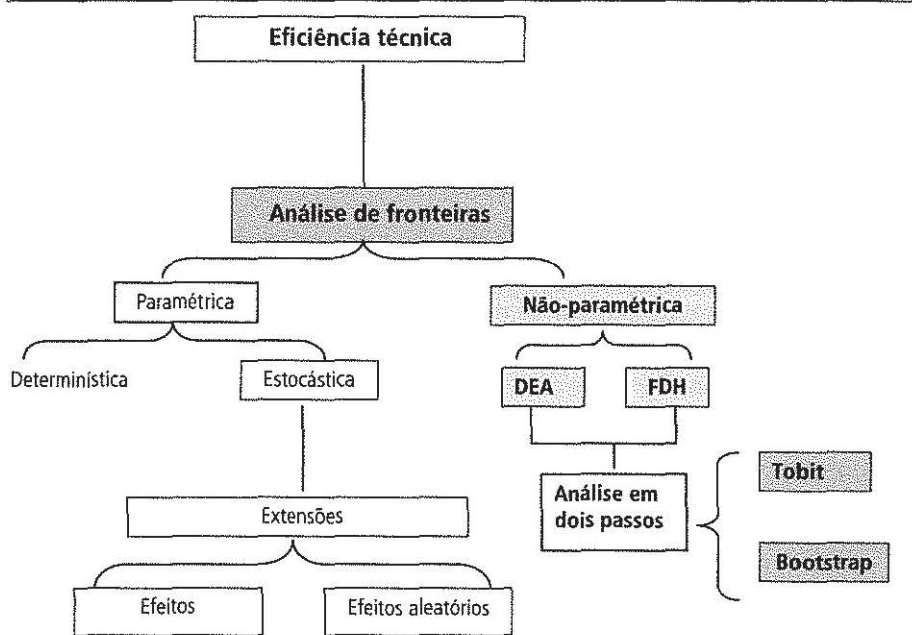 Eficiência técnica
Análise de fronteiras
Paramétrica
Não-paramétrica
Determinística
Estocástica
DEA
FDH
Análise em
dois passos
Tobit
Bootstrap
Extensões
Efeitos
Efeitos aleatórios